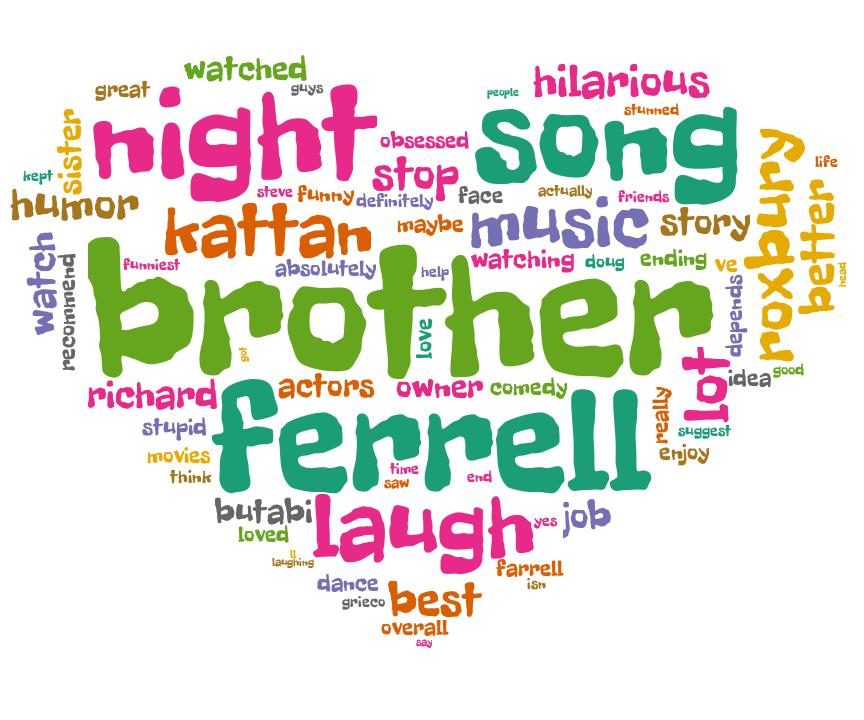 watched
great
guys
people
hilarious
sister
night
obsessed
song
stunned
kept
stop
steve
funny
definitely
face
actually
friends
life
humor
kattan
maybe
music
story
roxbury
better
head
watch
recommend
funniest
absolutely
help
watching
doug
ending
ve
depends
brother
love
got
richard
actors
owner
comedy
lot
idea
good
stupid
ferrell
really
suggest
enjoy
movies
think
time
saw
end
butabi
laugh
yes
job
loved
ll
laughing
farrell
isn
dance
grieco
best
overall
say